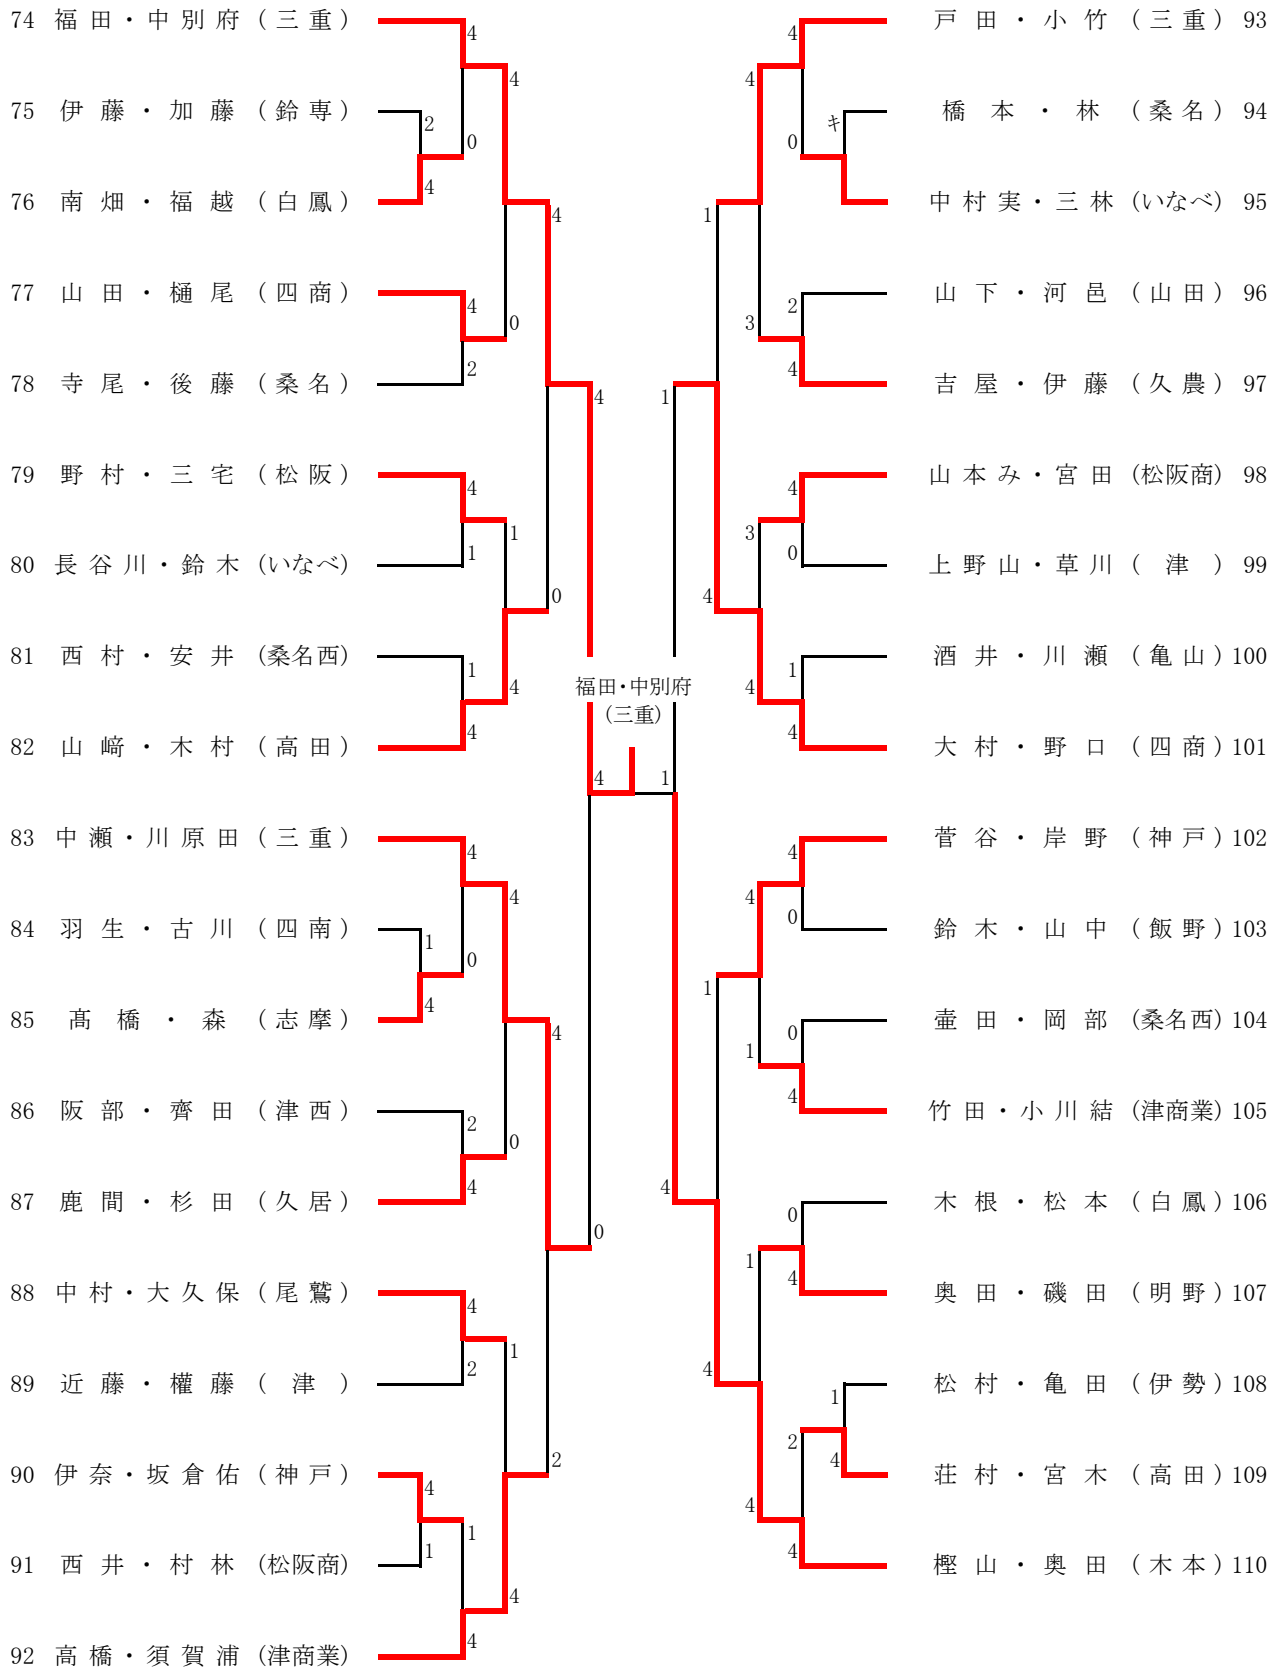 74 福田・中別府(三重)
75 伊藤・加藤(鈴専)
76 南畑・福越(白鳳)
77 山田・樋尾(四商)
78 寺尾・後藤(桑名)
79 野村・三宅(松阪)
80 長谷川・鈴木(いなべ)
81 西村・安井(桑名西)
82 山﨑・木村(高田)
83 中瀬・川原田(三重)
84 羽生・古川(四南)
85 髙橋・森(志摩)
86 阪部・齊田(津西)
87 鹿間・杉田(久居)
88 中村・大久保(尾鷲)
89 近藤・權藤(津)
90 伊奈・坂倉佑(神戸)
91 西井・村林(松阪商)
92 高橋・須賀浦(津商業)
4
2
4
0
4
2
4
1
1
4
4
1
4
0
2
4
4
2
4
1
1
4
4
0
1
4
4
0
1
4
4
0
4
2
4
0
4
福田・中別府
(三重)
1
1
4
1
4
1
4
4
3
3
4
4
1
1
4
4
0
キ
2
4
4
0
1
4
4
0
0
4
0
4
2
1
4
4
戸田・小竹(三重) 93
橋本・林(桑名) 94
中村実・三林(いなべ) 95
山下・河邑(山田) 96
吉屋・伊藤(久農) 97
山本み・宮田(松阪商) 98
上野山・草川(津) 99
酒井・川瀬(亀山) 100
大村・野口(四商) 101
菅谷・岸野(神戸) 102
鈴木・山中(飯野) 103
壷田・岡部(桑名西) 104
竹田・小川結(津商業) 105
木根・松本(白鳳) 106
奥田・磯田(明野) 107
松村・亀田(伊勢) 108
荘村・宮木(高田) 109
樫山・奥田(木本) 110